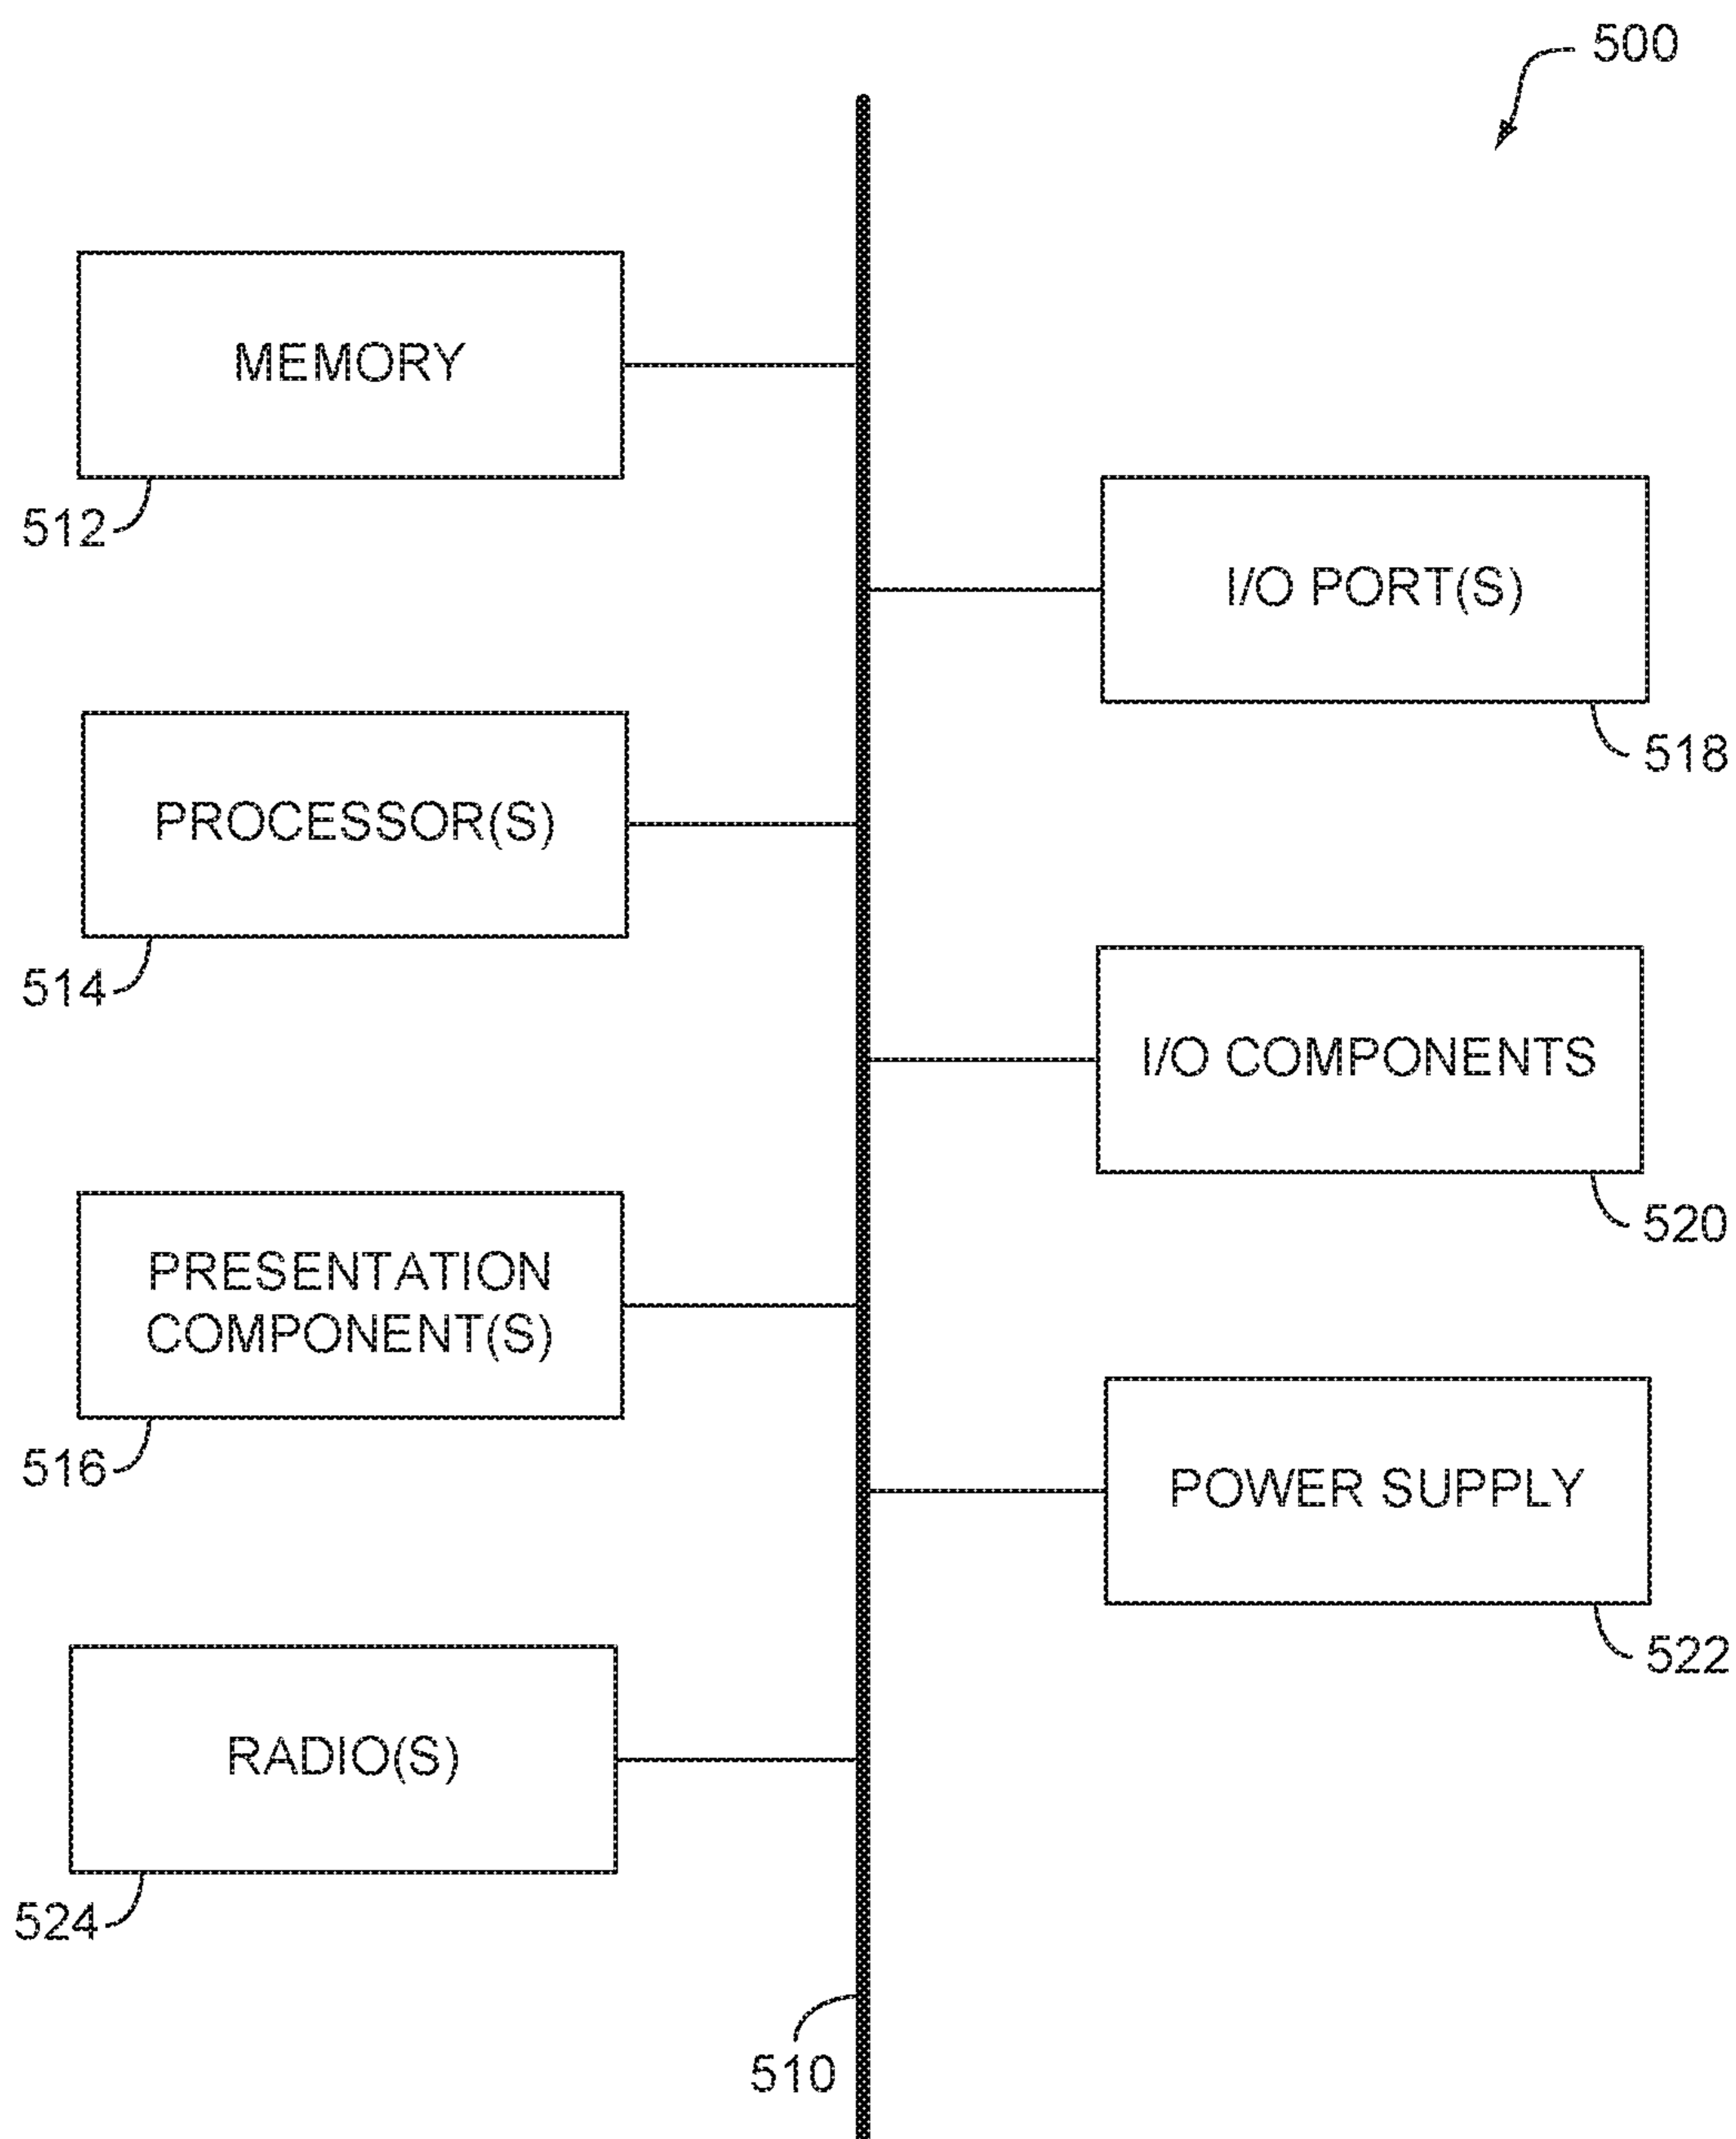 500
MEMORY
512
I/O PORT(S)
518
PROCESSOR(S)
514
I/O COMPONENTS
520
PRESENTATION
COMPONENT(S)
516
POWER SUPPLY
522
RADIO(S)
524
510